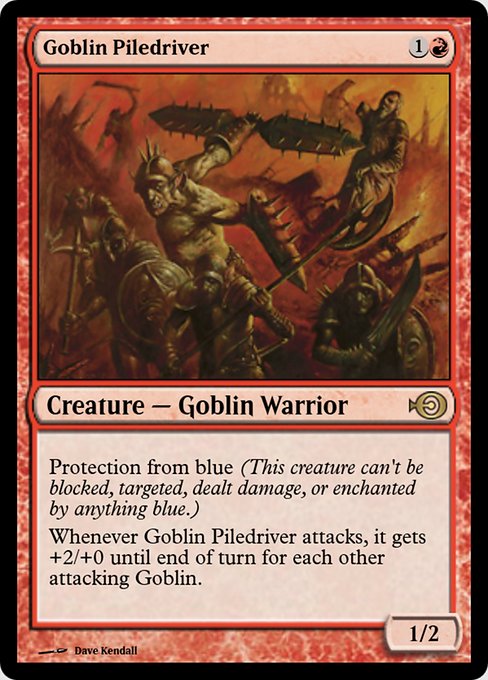 Goblin Piledriver
1
Creature — Goblin Warrior
Protection from blue (This creature can't be
blocked, targeted, dealt damage, or enchanted
by anything blue.)
Whenever Goblin Piledriver attacks, it gets
+2/+0 until end of turn for each other
attacking Goblin.
1/2
Dave Kendall